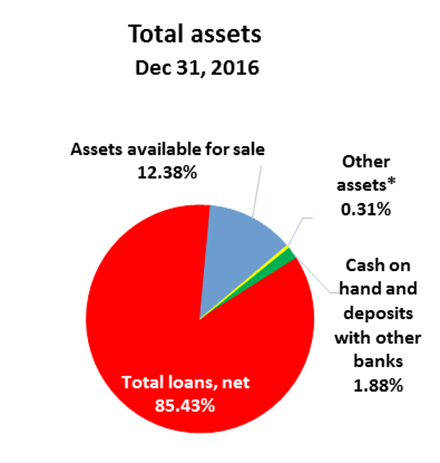 Total assets
Dec 31, 2016
Assets available for sale
12.38%
Other
assets*
0.31%
Cash on
hand and
deposits
with other
banks
1.88%
Total loans, net
85.43%